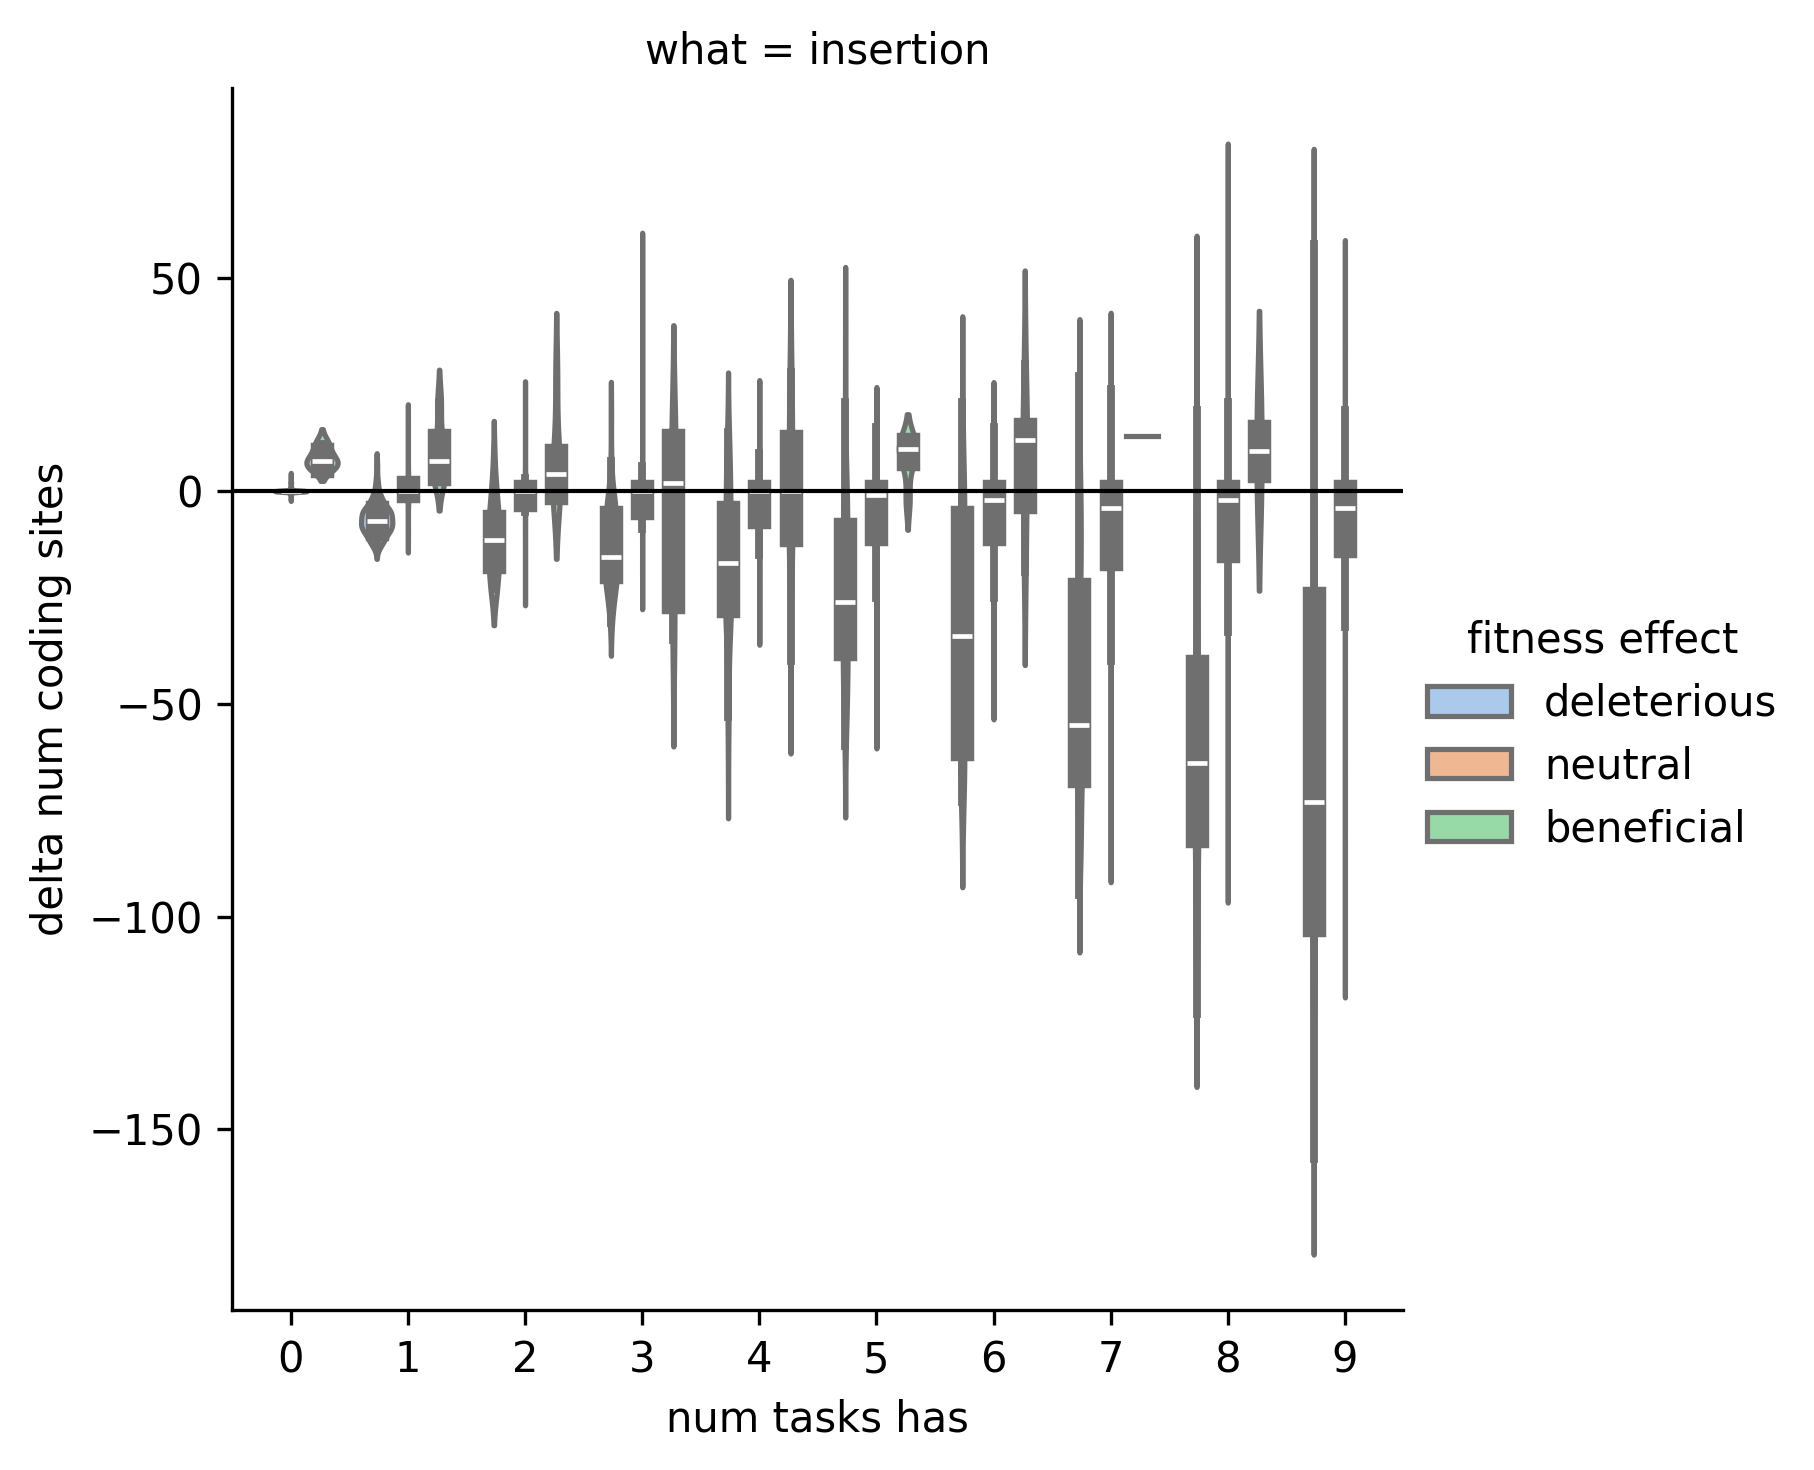 what = insertion
50
0
−50
−100
−150
delta num coding sites
0 1 2 3 4 5 6 7 8 9
num tasks has
fitness effect
deleterious
neutral
beneficial